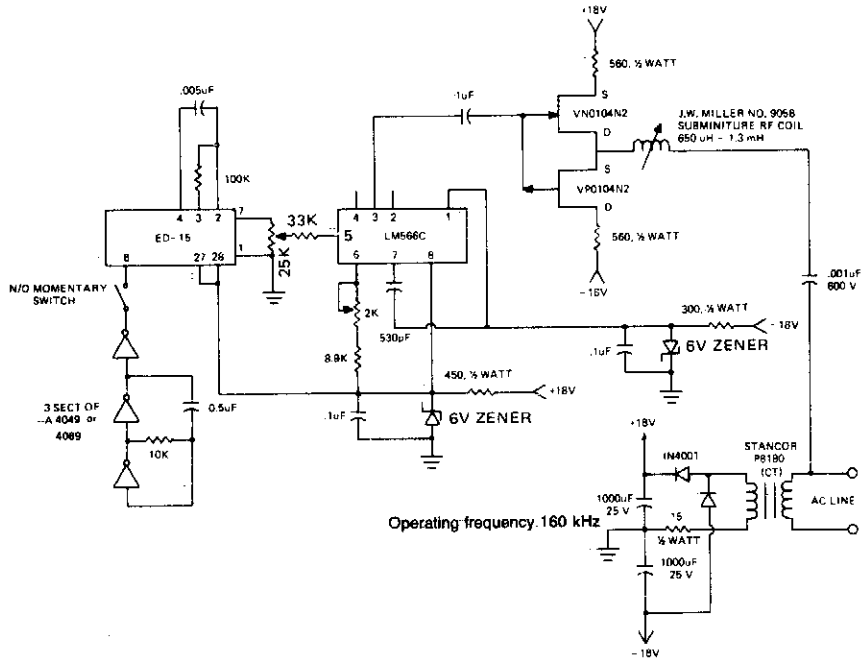 +18V
560, ½ WATT
S
VN0104N2
D
S
VP0104N2
D
560, ½ WATT
-18V
J.W. MILLER NO. 9058
SUBMINITURE RF COIL
650 uH – 1.3 mH
.1uF
.005uF
100K
4 3 2 7
ED-15
1
8 27 28
25K
33K
4 3 2 1
5 LM566C
6 7 8
N/O MOMENTARY
SWITCH
2K
530pF
8.9K
.001uF
600 V
300, ½ WATT
- 18V
.1uF
6V ZENER
450, ½ WATT
+18V
.1uF
6V ZENER
3 SECT OF
–A 4049 or
4069
0.5uF
10K
+18V
IN4001
STANCOR
P8180
(CT)
AC LINE
1000uF
25 V
15
½ WATT
Operating frequency.160 kHz
1000uF
25 V
-18V